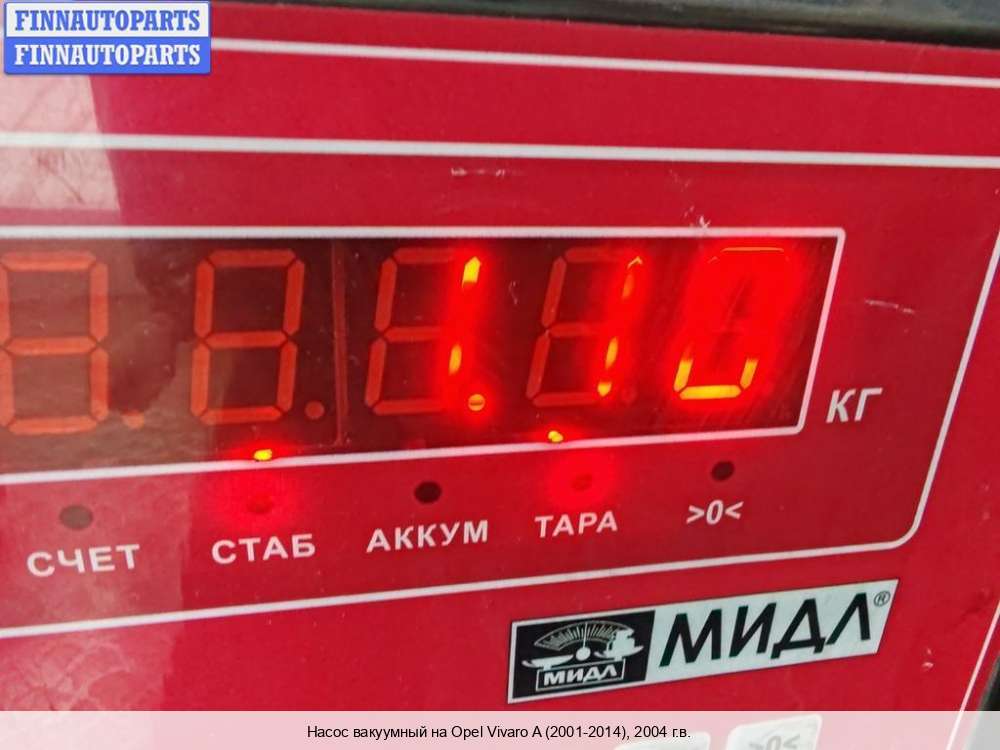 FINNAUTOPARTS
FINNAUTOPARTS
1.10
КГ
СЧЕТ
СТАБ
АККУМ
ТАРА
>0<
МИДЛ®
МИДЛ
Насос вакуумный на Opel Vivaro A (2001-2014), 2004 г.в.
>0<